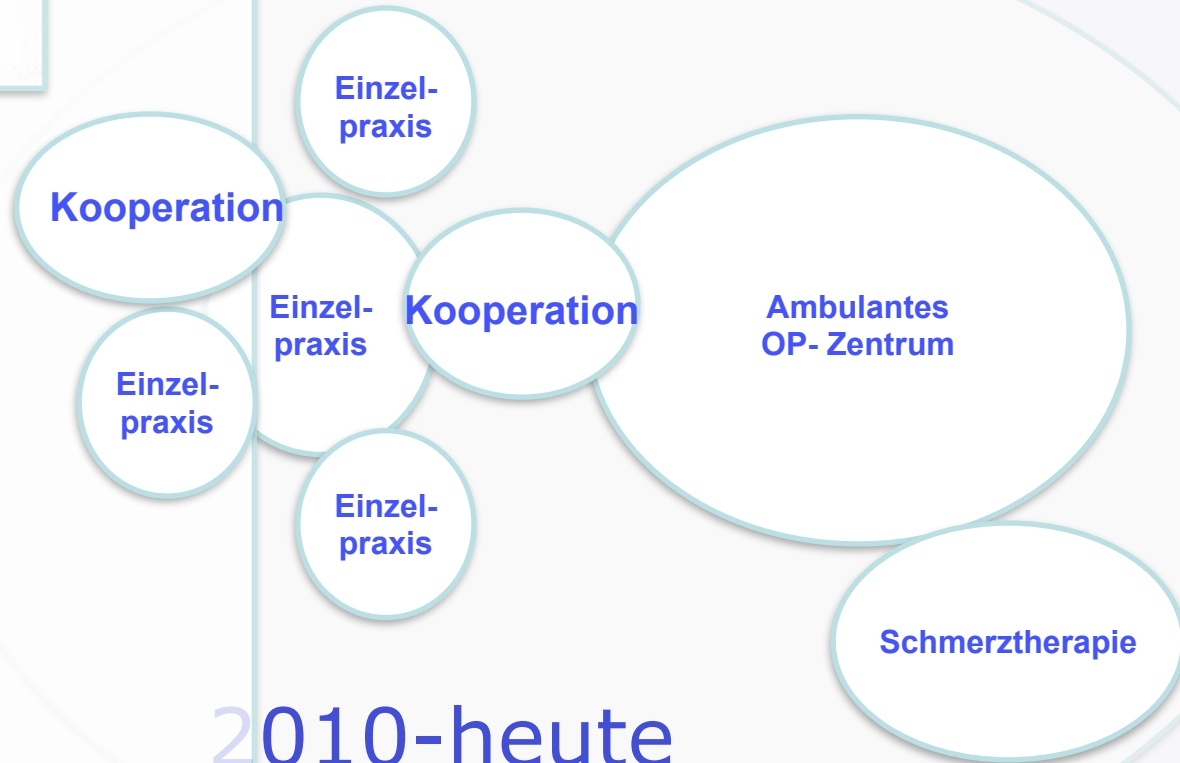 Einzel-
praxis
Kooperation
Einzel-
praxis
Kooperation
Ambulantes
OP- Zentrum
Einzel-
praxis
Einzel-
praxis
Schmerztherapie
2010-heute